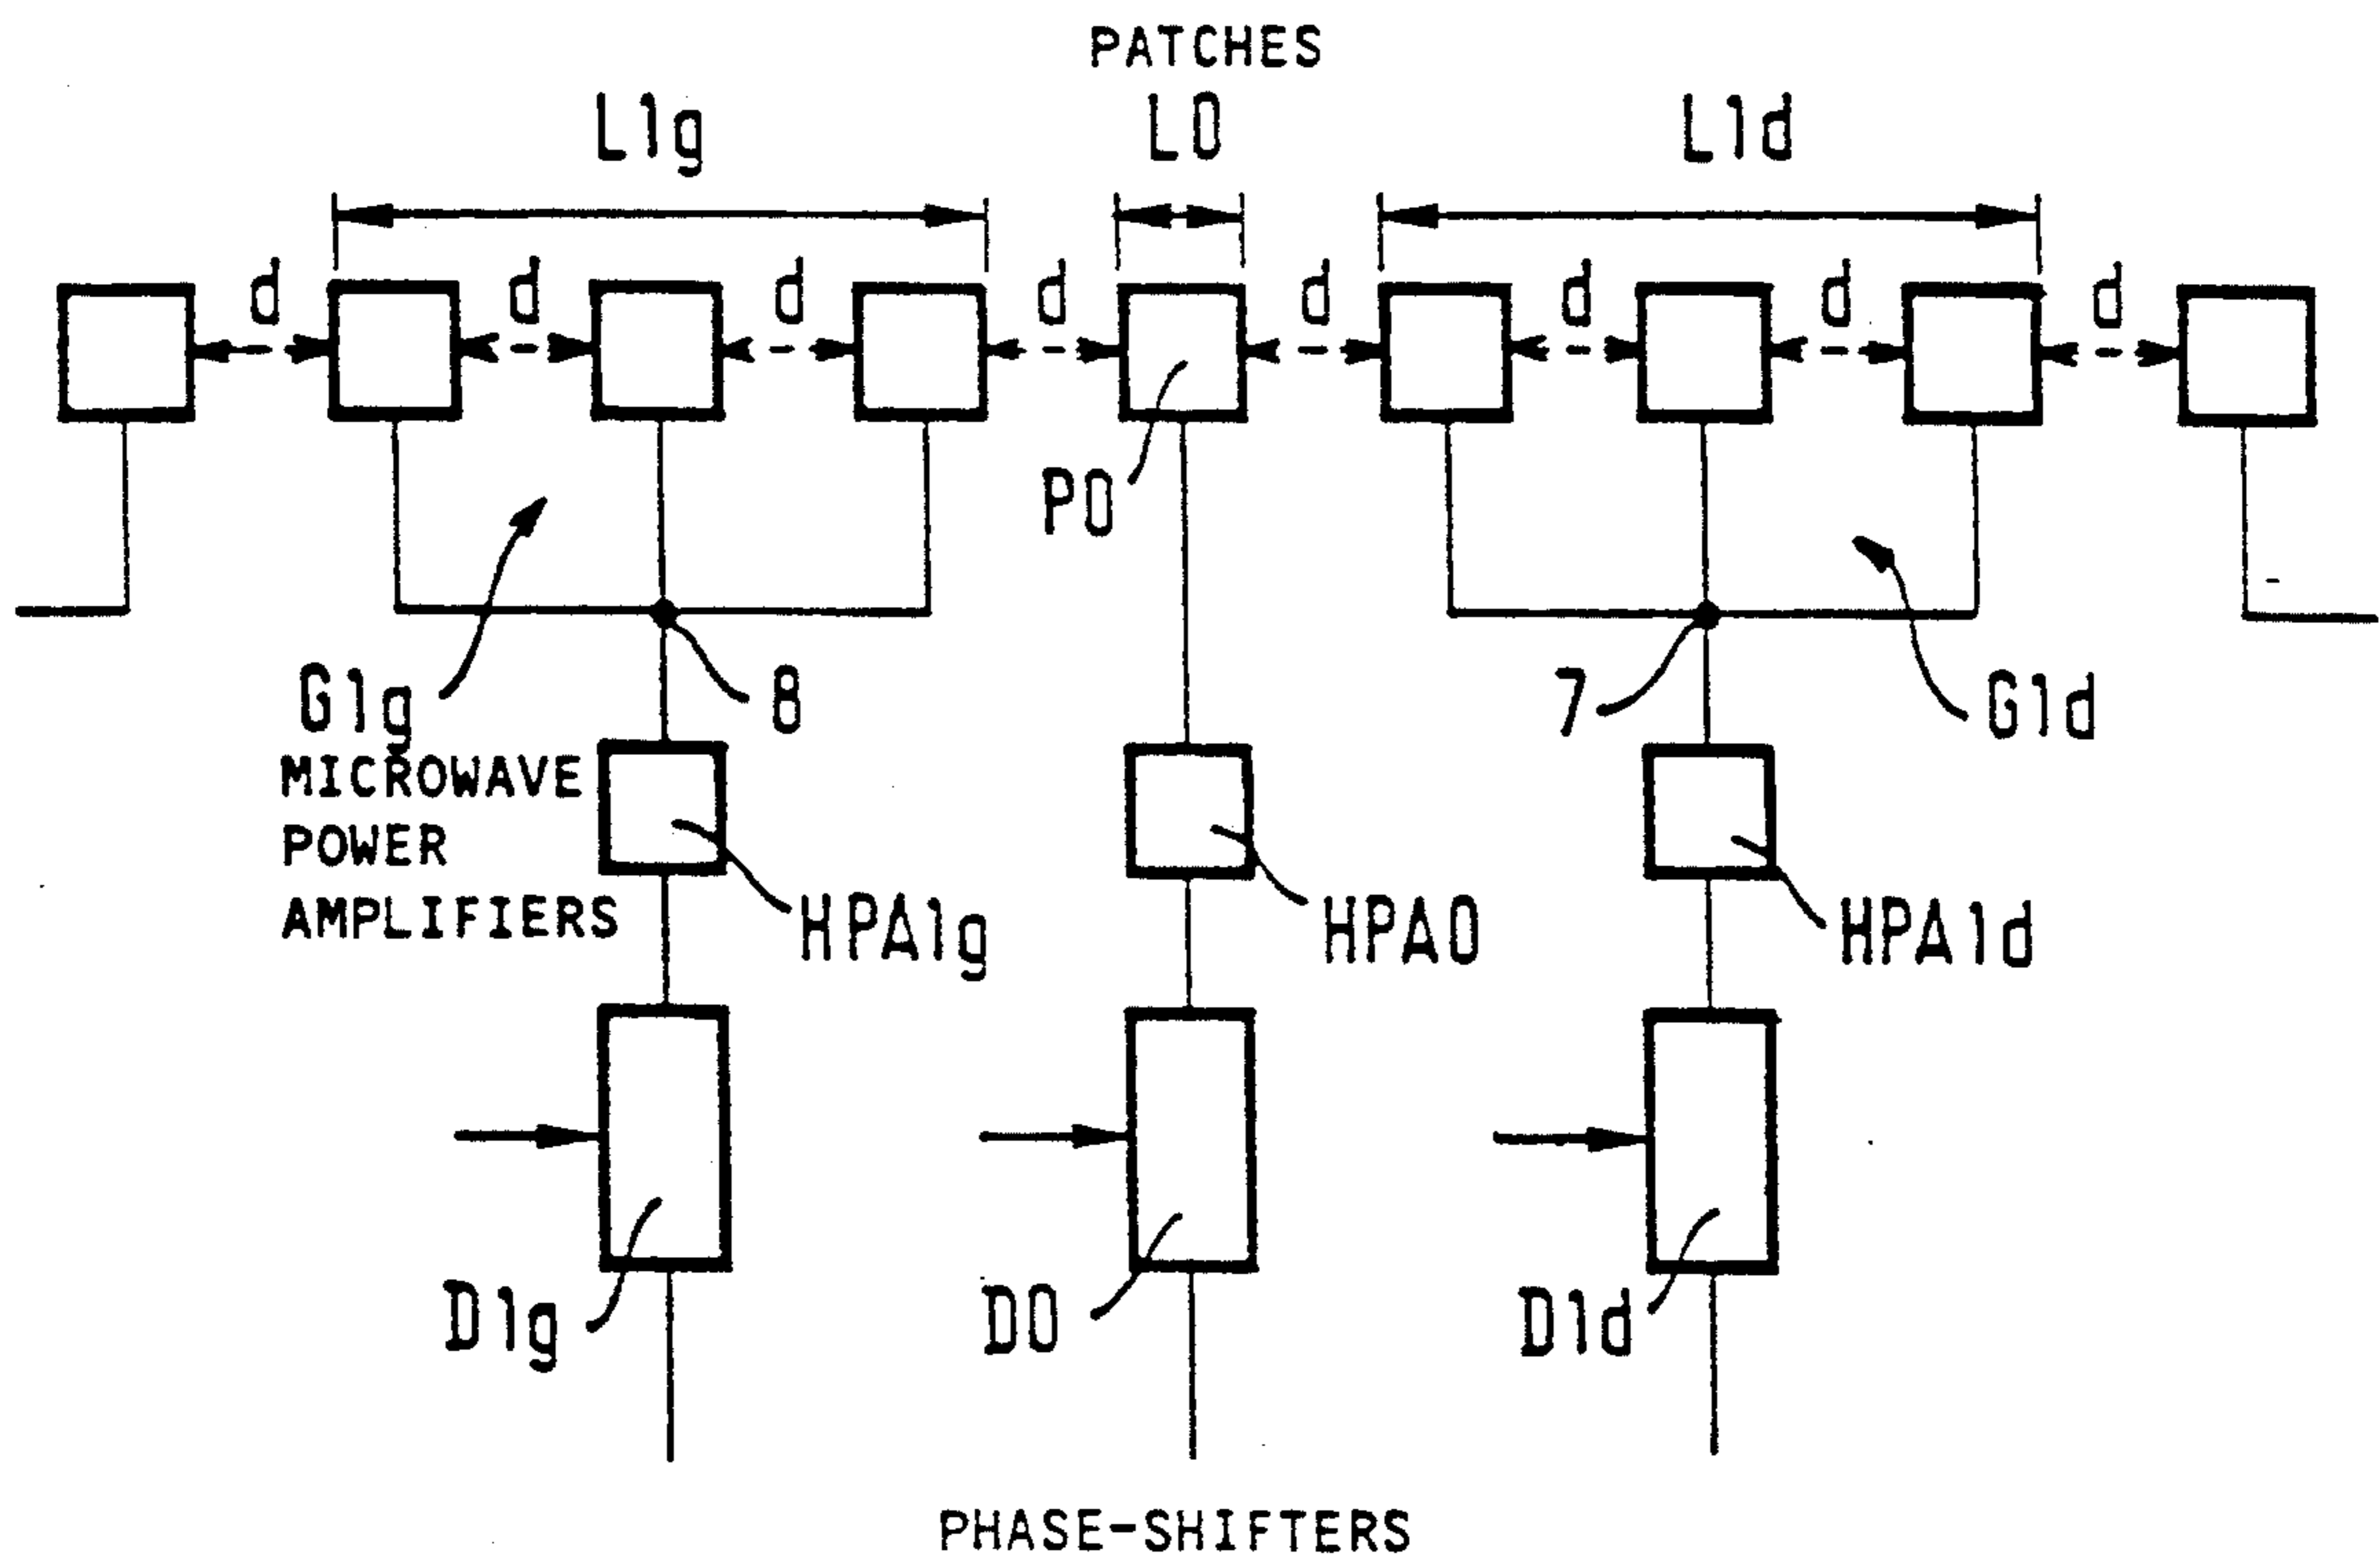 PATCHES
L1g L0 L1d
d d d d d d d d
P0
G1g 8 7 G1d
MICROWAVE
POWER
AMPLIFIERS
HPA1g HPA0 HPA1d
D1g D0 D1d
PHASE-SHIFTERS